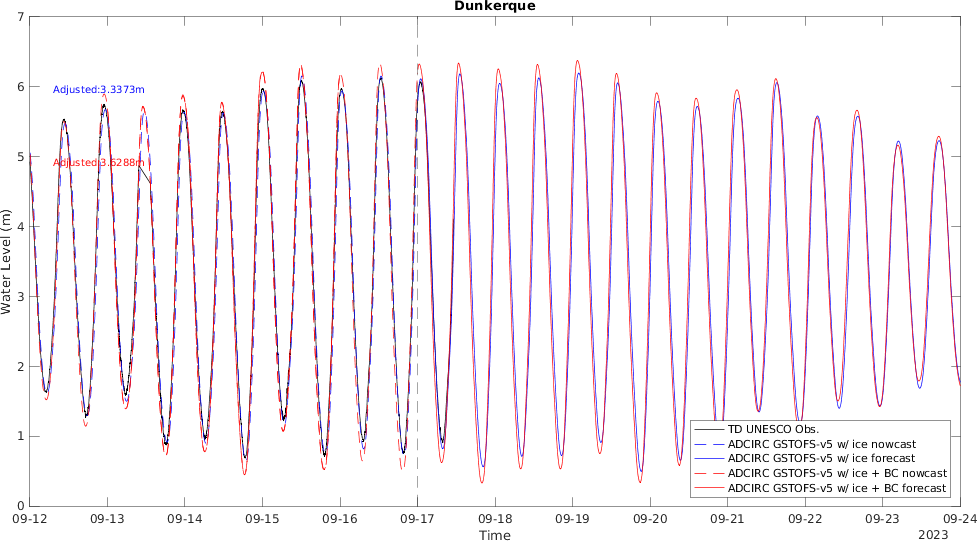 Dunkerque
7
6
5
4
3
2
1
0
Water Level (m)
Adjusted:3.3373m
Adjusted:3.6288m
TD UNESCO Obs.
ADCIRC GSTOFS-v5 w/ ice nowcast
ADCIRC GSTOFS-v5 w/ ice forecast
ADCIRC GSTOFS-v5 w/ ice + BC nowcast
ADCIRC GSTOFS-v5 w/ ice + BC forecast
09-12 09-13 09-14 09-15 09-16 09-17 09-18 09-19 09-20 09-21 09-22 09-23 09-24
Time
2023